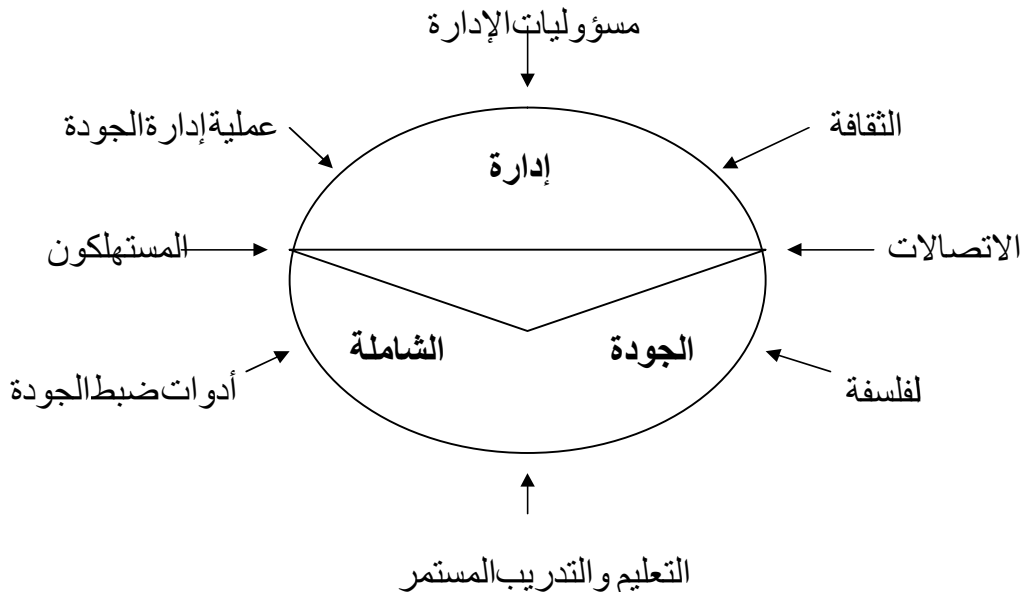 مسؤوليات الإدارة
الثقافة
عملية إدارة الجودة
إدارة
الاتصالات
المستهلكون
الجودة
الشاملة
لفلسفة
أدوات ضبط الجودة
التعليم والتدريب المستمر